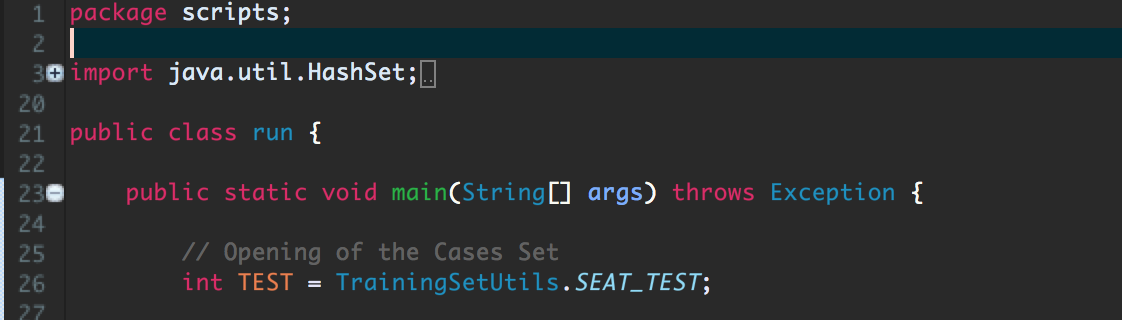 1 package scripts;
2
3 import java.util.HashSet;
20
21 public class run {
22
23 public static void main(String[] args) throws Exception {
24
25 // Opening of the Cases Set
26 int TEST = TrainingSetUtils.SEAT_TEST;
27